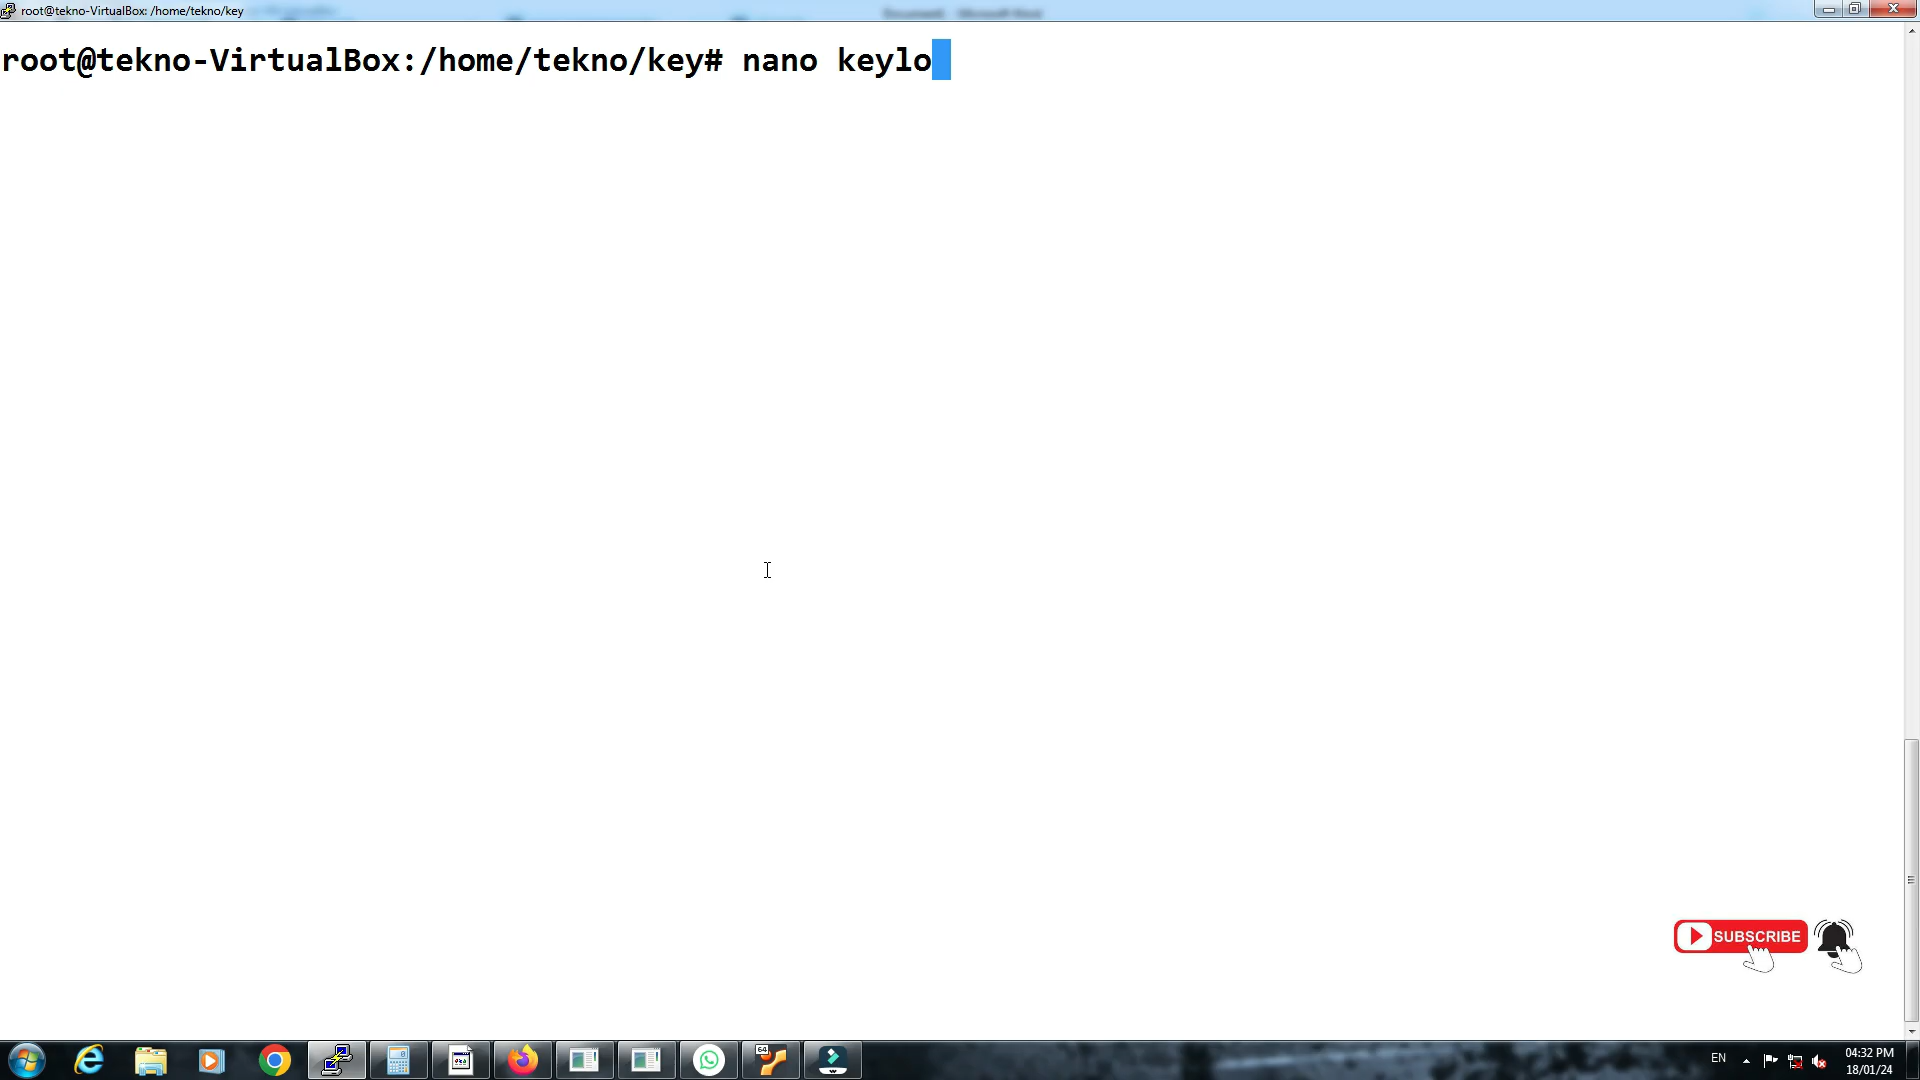 root@tekno-VirtualBox: /home/tekno/key
root@tekno-VirtualBox:/home/tekno/key# nano keylo
SUBSCRIBE
64
EN
04:32 PM
18/01/24